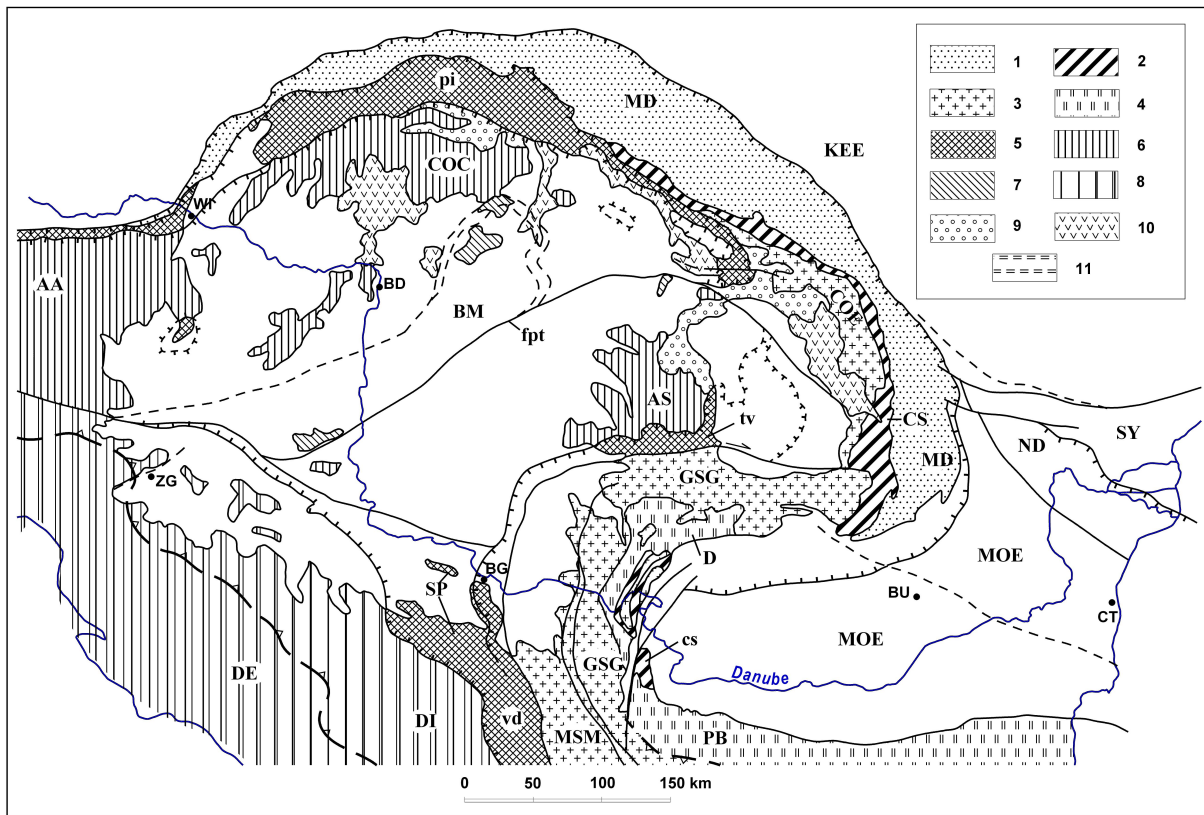 pi
MD
KEE
COC
WI
AA
BD
BM
fpt
COE
AS
tv
CS
MD
SY
ND
ZG
GSG
D
MOE
BG
SP
BU
CT
MOE
cs
GSG
DE
DI
vd
MSM
PB
Danube
0 50 100 150 km
1 2
3 4
5 6
7 8
9 10
11